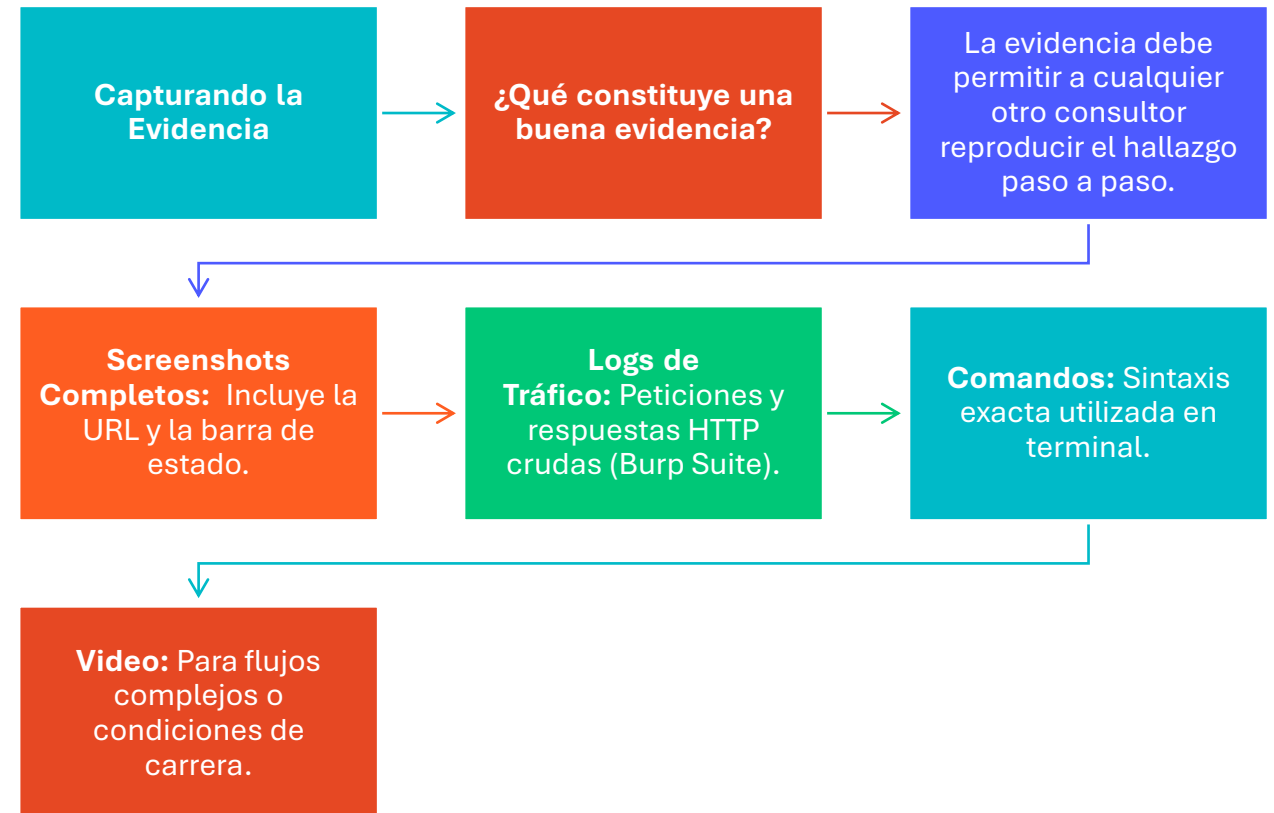 Capturando la
Evidencia
¿Qué constituye una
buena evidencia?
La evidencia debe
permitir a cualquier
otro consultor
reproducir el hallazgo
paso a paso.
Screenshots
Completos: Incluye la
URL y la barra de
estado.
Logs de
Tráfico: Peticiones y
respuestas HTTP
crudas (Burp Suite).
Comandos: Sintaxis
exacta utilizada en
terminal.
Video: Para flujos
complejos o
condiciones de
carrera.